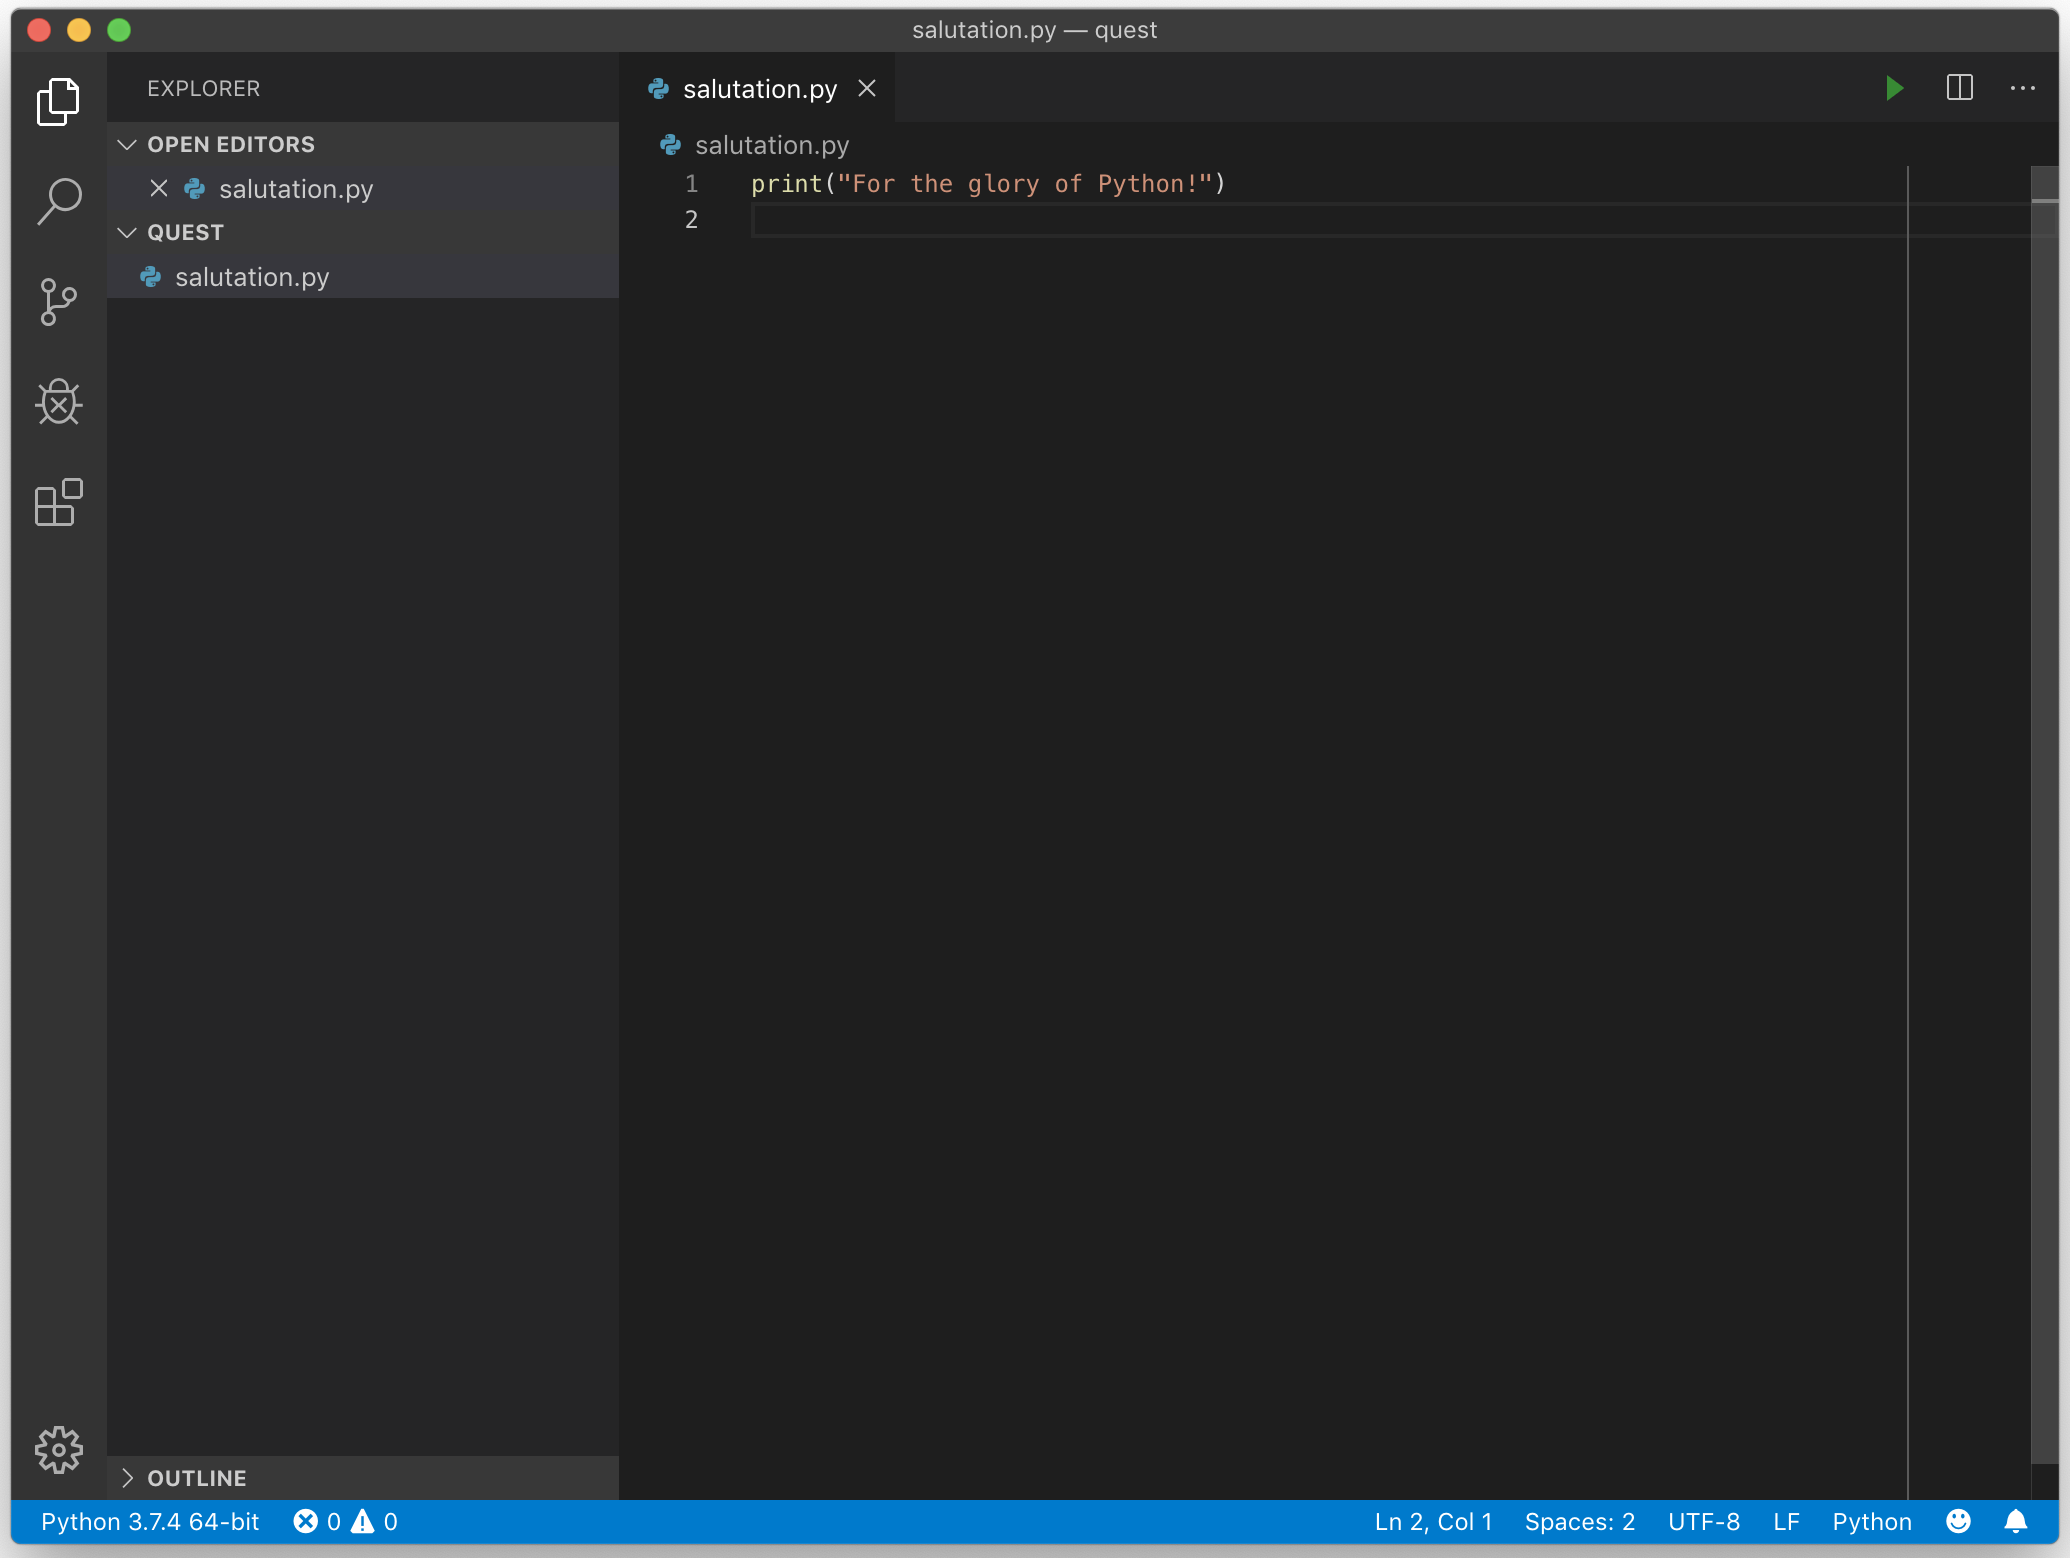 salutation.py — quest
EXPLORER
OPEN EDITORS
salutation.py
QUEST
salutation.py
OUTLINE
salutation.py
salutation.py
1 print("For the glory of Python!")
2
Python 3.7.4 64-bit 0 0 Ln 2, Col 1 Spaces: 2 UTF-8 LF Python